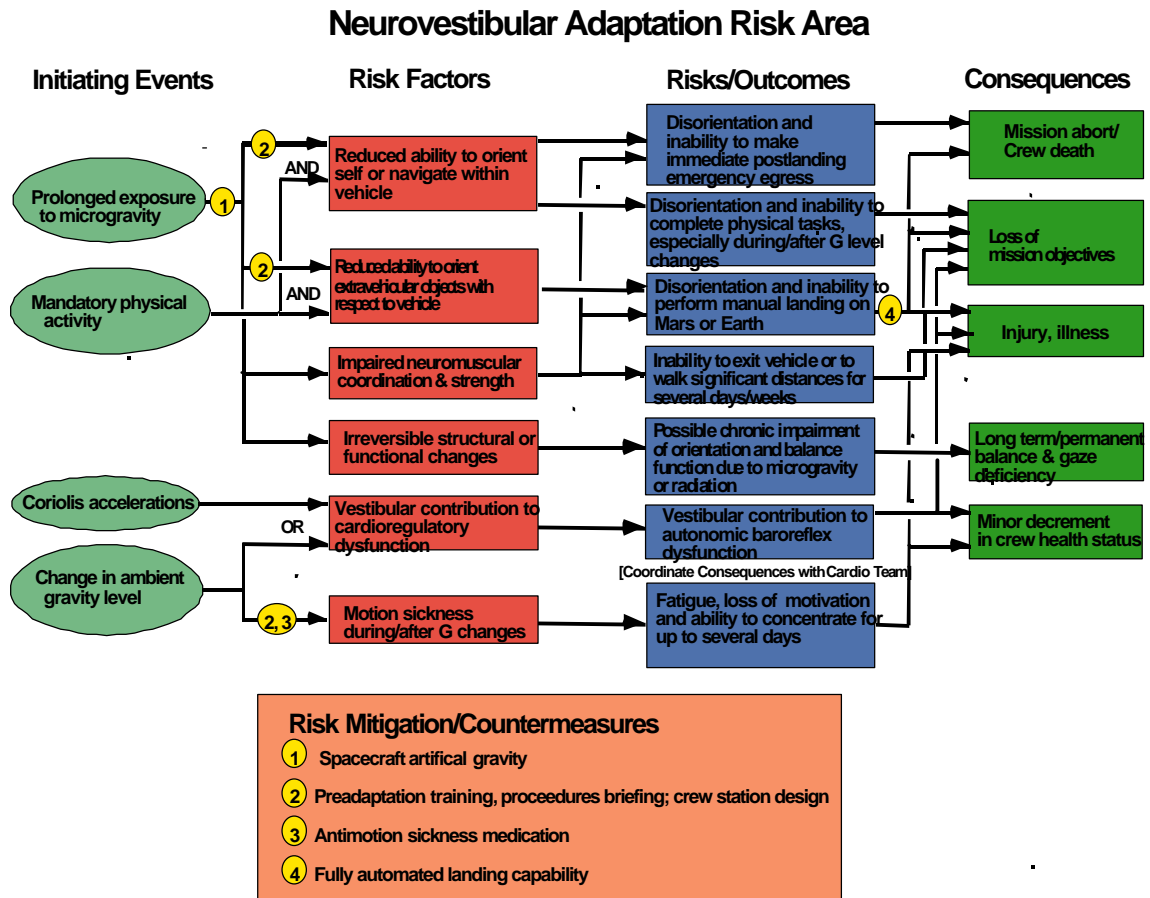 Neurovestibular Adaptation Risk Area
Initiating Events
Risk Factors
Risks/Outcomes
Consequences
Prolonged exposure
to microgravity
Mandatory physical
activity
Coriolis accelerations
Change in ambient
gravity level
1
2
AND
2
AND
OR
2, 3
Reduced ability to orient
self or navigate within
vehicle
Reduced ability to orient
extravehicular objects with
respect to vehicle
Impaired neuromuscular
coordination & strength
Irreversible structural or
functional changes
Vestibular contribution to
cardioregulatory
dysfunction
Motion sickness
during/after G changes
Disorientation and
inability to make
immediate postlanding
emergency egress
Disorientation and inability to
complete physical tasks,
especially during/after G level
changes
Disorientation and inability to
perform manual landing on
Mars or Earth
4
Inability to exit vehicle or to
walk significant distances for
several days/weeks
Possible chronic impairment
of orientation and balance
function due to microgravity
or radiation
Vestibular contribution to
autonomic baroreflex
dysfunction
[Coordinate Consequences with Cardio Team]
Fatigue, loss of motivation
and ability to concentrate for
up to several days
Mission abort/
Crew death
Loss of
mission objectives
Injury, illness
Long term/permanent
balance & gaze
deficiency
Minor decrement
in crew health status
Risk Mitigation/Countermeasures
1 Spacecraft artifical gravity
2 Preadaptation training, proceedures briefing; crew station design
3 Antimotion sickness medication
4 Fully automated landing capability